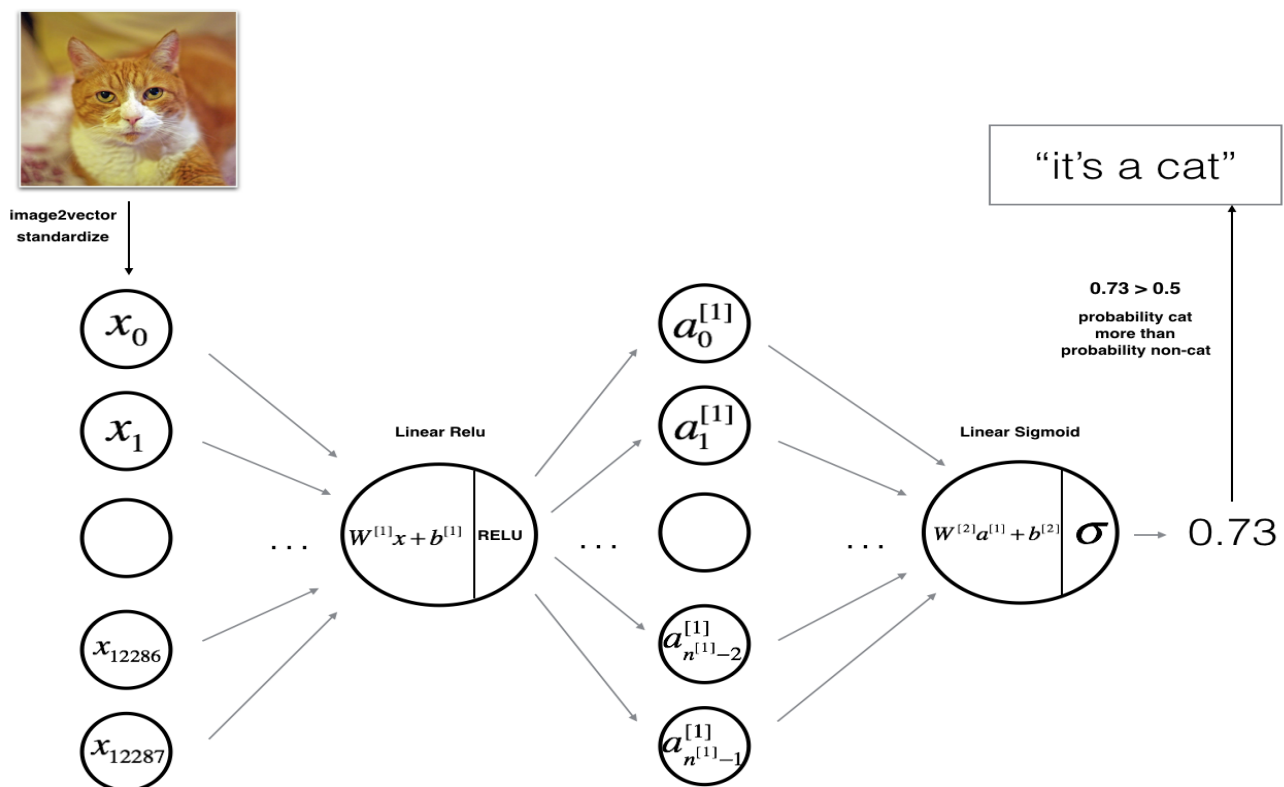 image2vector
standardize
x₀
x₁
x₁₂₂₈₆
x₁₂₂₈₇
. . .
Linear Relu
W^[1]x + b^[1]
RELU
. . .
a₀^[1]
a₁^[1]
a_{n^[1]−2}^[1]
a_{n^[1]−1}^[1]
. . .
Linear Sigmoid
W^[2]a^[1] + b^[2]
σ
0.73
0.73 > 0.5
probability cat
more than
probability non-cat
“it’s a cat”